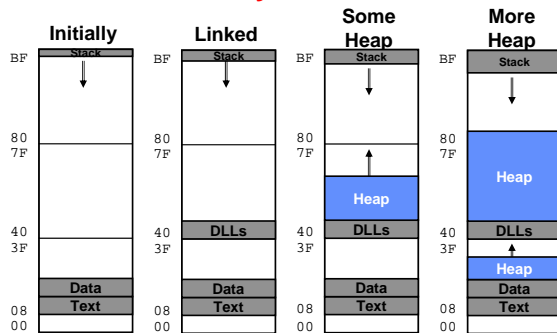 Initially
BF
Stack
80
7F
40
3F
Data
Text
08
00
Linked
BF
Stack
80
7F
40
DLLs
3F
Data
Text
08
00
Some
Heap
BF
Stack
80
7F
Heap
40
DLLs
3F
Data
Text
08
00
More
Heap
BF
Stack
80
7F
Heap
40
DLLs
3F
Heap
Data
Text
08
00